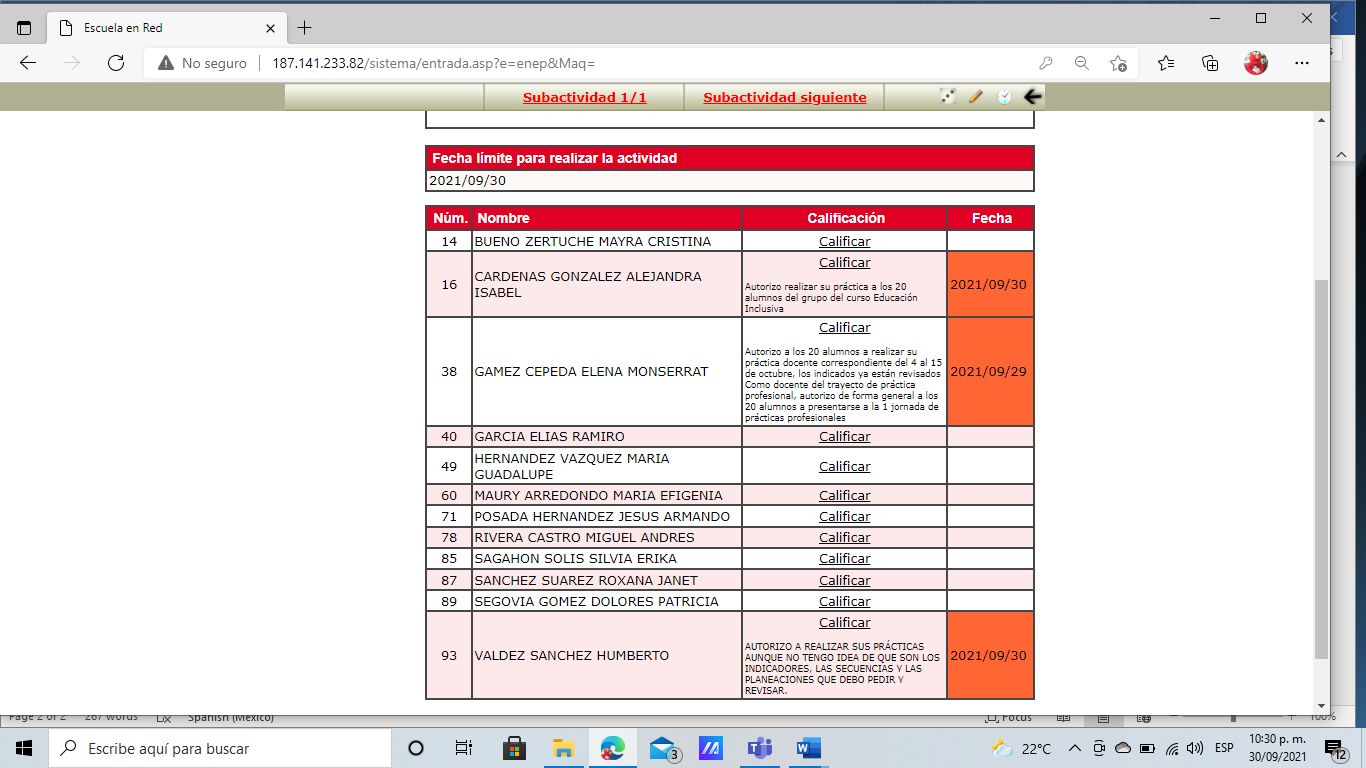 Escuela en Red
No seguro
187.141.233.82/sistema/entrada.asp?e=enep&Maq=
Subactividad 1/1
Subactividad siguiente
Fecha límite para realizar la actividad
2021/09/30
Núm. Nombre Calificación Fecha
14 BUENO ZERTUCHE MAYRA CRISTINA Calificar
16 CARDENAS GONZALEZ ALEJANDRA
ISABEL
Calificar
Autorizo realizar su práctica a los 20
alumnos del grupo del curso Educación
Inclusiva
2021/09/30
38 GAMEZ CEPEDA ELENA MONSERRAT
Calificar
Autorizo a los 20 alumnos a realizar su
práctica docente correspondiente del 4 al 15
de octubre, los indicados ya están revisados
Como docente del trayecto de práctica
profesional, autorizo de forma general a los
20 alumnos a presentarse a la 1 jornada de
prácticas profesionales
2021/09/29
40 GARCIA ELIAS RAMIRO Calificar
49 HERNANDEZ VAZQUEZ MARIA
GUADALUPE
Calificar
60 MAURY ARREDONDO MARIA EFIGENIA Calificar
71 POSADA HERNANDEZ JESUS ARMANDO Calificar
78 RIVERA CASTRO MIGUEL ANDRES Calificar
85 SAGAHON SOLIS SILVIA ERIKA Calificar
87 SANCHEZ SUAREZ ROXANA JANET Calificar
89 SEGOVIA GOMEZ DOLORES PATRICIA Calificar
93 VALDEZ SANCHEZ HUMBERTO
Calificar
AUTORIZO A REALIZAR SUS PRÁCTICAS
AUNQUE NO TENGO IDEA DE QUE SON LOS
INDICADORES, LAS SECUENCIAS Y LAS
PLANEACIONES QUE DEBO PEDIR Y
REVISAR.
2021/09/30
Page 2 of 2 287 words Spanish (Mexico) Focus 100%
Escribe aquí para buscar
3
22°C
ESP
10:30 p. m.
30/09/2021
12